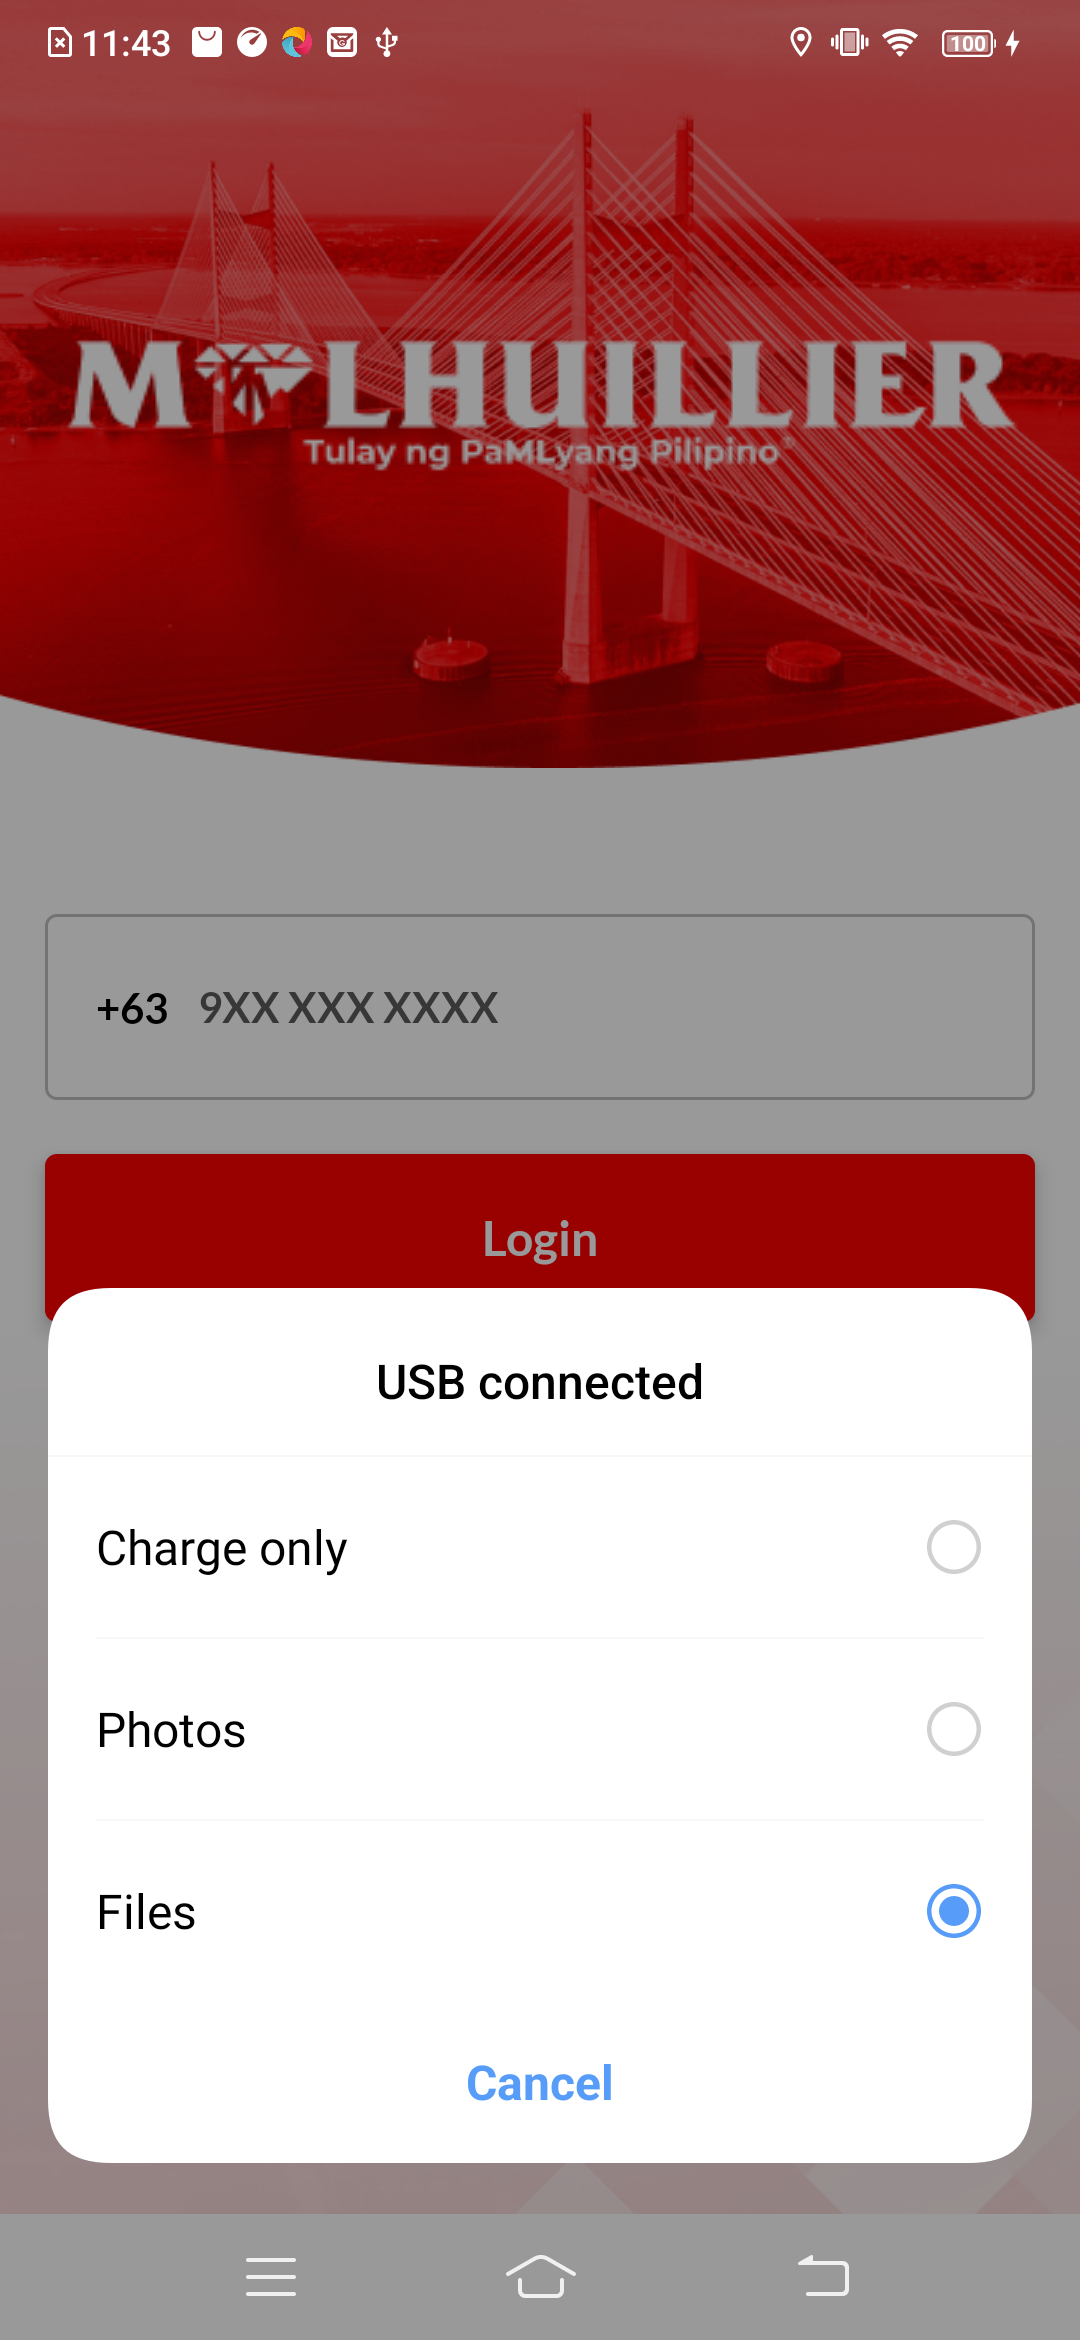 11:43
100
M LHUILLIER
Tulay ng PaMLyang Pilipino
+63 9XX XXX XXXX
Login
USB connected
Charge only
Photos
Files
Cancel